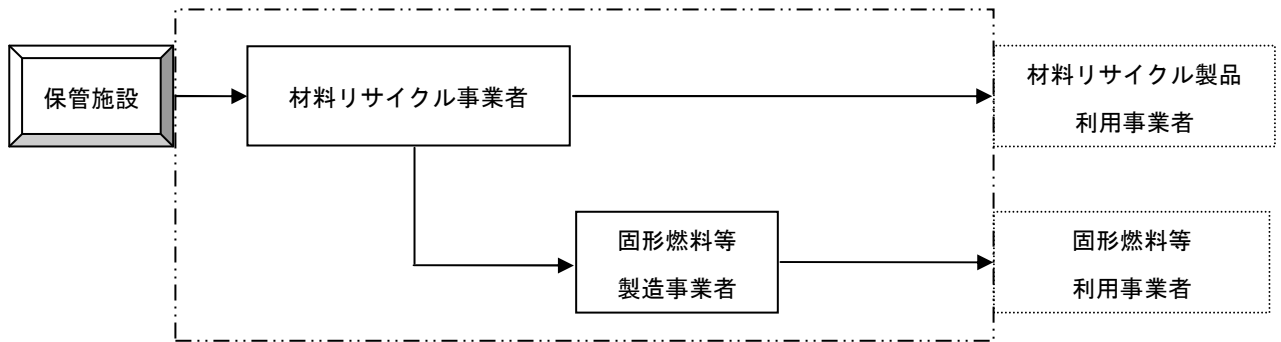 保管施設
材料リサイクル事業者
材料リサイクル製品
利用事業者
固形燃料等
製造事業者
固形燃料等
利用事業者